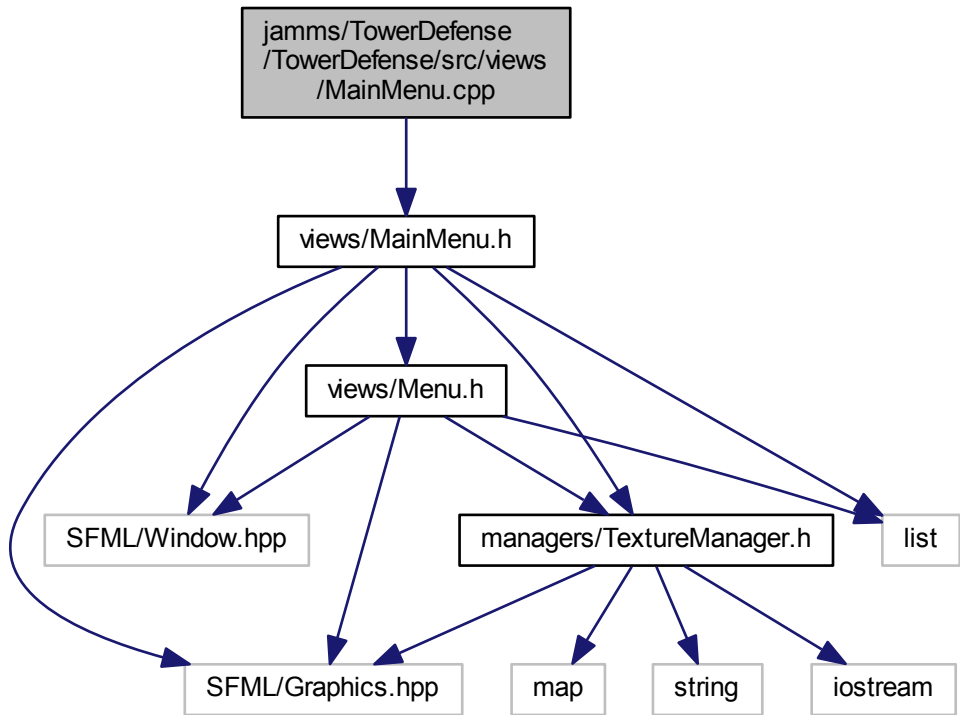 jamms/TowerDefense
/TowerDefense/src/views
/MainMenu.cpp
views/MainMenu.h
views/Menu.h
SFML/Window.hpp
managers/TextureManager.h
list
SFML/Graphics.hpp
map
string
iostream